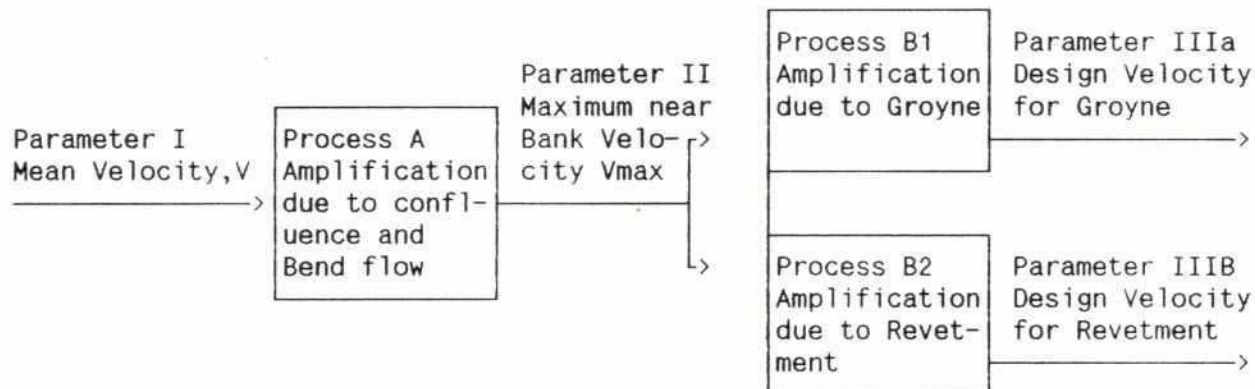 Parameter I
Mean Velocity,V
Process A
Amplification
due to confl-
uence and
Bend flow
Parameter II
Maximum near
Bank Velo-
city Vmax
Process B1
Amplification
due to Groyne
Parameter IIIa
Design Velocity
for Groyne
Process B2
Amplification
due to Revet-
ment
Parameter IIIB
Design Velocity
for Revetment